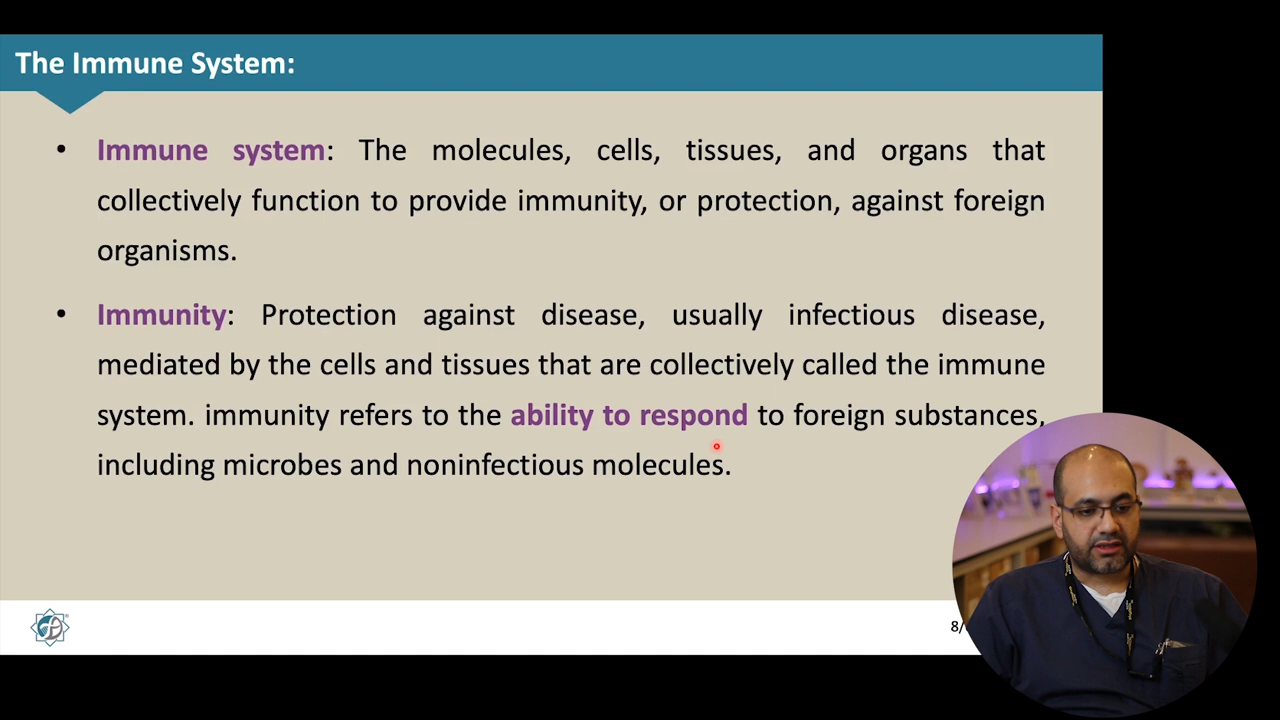 The Immune System:
• Immune system: The molecules, cells, tissues, and organs that
collectively function to provide immunity, or protection, against foreign
organisms.
• Immunity: Protection against disease, usually infectious disease,
mediated by the cells and tissues that are collectively called the immune
system. immunity refers to the ability to respond to foreign substances,
including microbes and noninfectious molecules.
8/